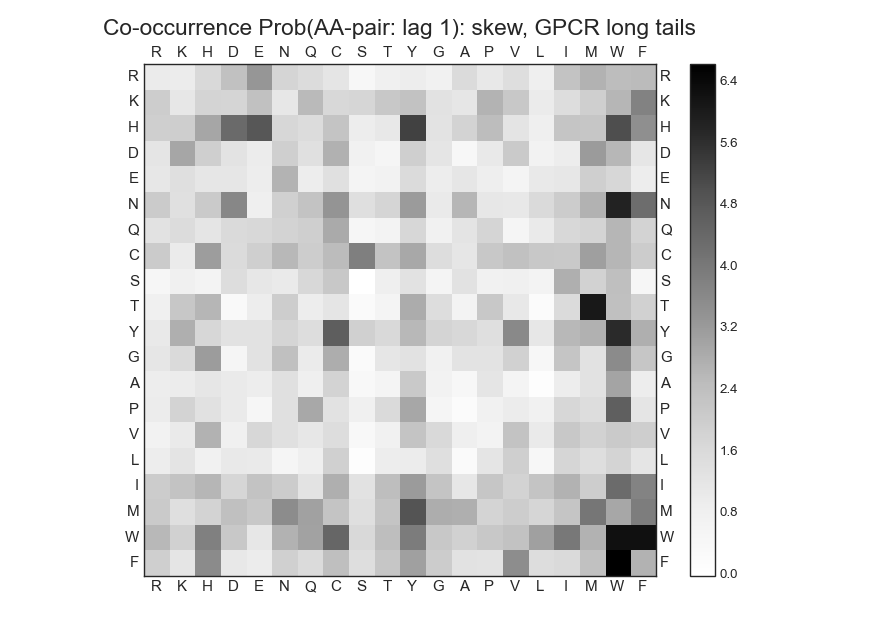 Co-occurrence Prob(AA-pair: lag 1): skew, GPCR long tails
R K H D E N Q C S T Y G A P V L I M W F
R R
K K
H H
D D
E E
N N
Q Q
C C
S S
T T
Y Y
G G
A A
P P
V V
L L
I I
M M
W W
F F
R K H D E N Q C S T Y G A P V L I M W F
6.4
5.6
4.8
4.0
3.2
2.4
1.6
0.8
0.0